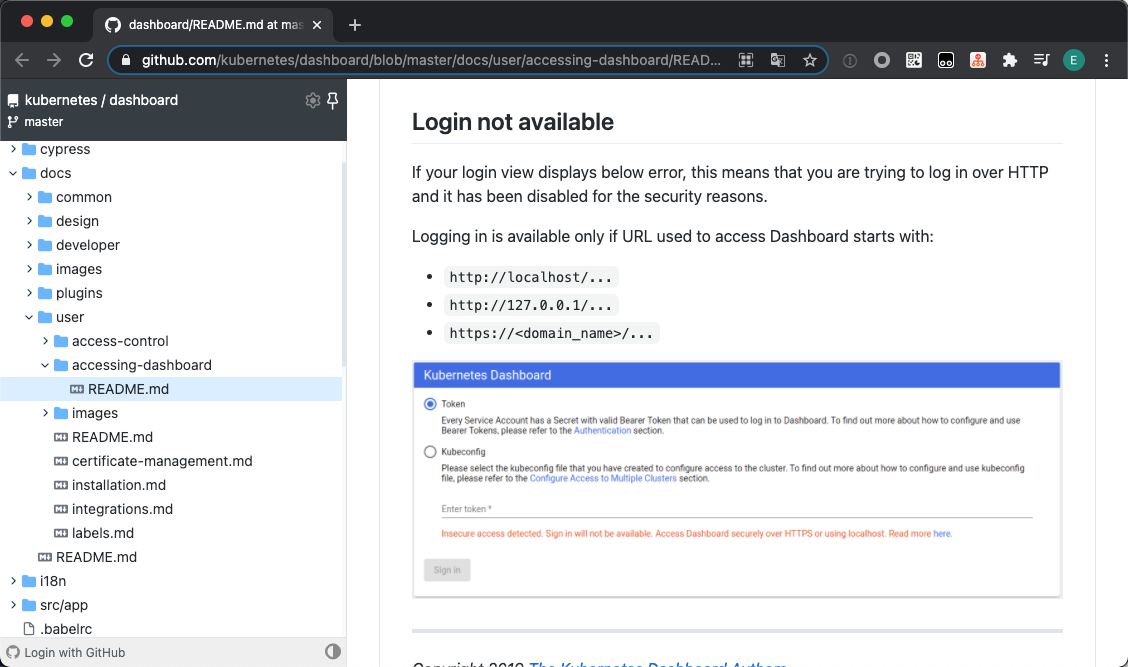 dashboard/README.md at mas
github.com/kubernetes/dashboard/blob/master/docs/user/accessing-dashboard/READ...
E
kubernetes / dashboard
master
cypress
docs
common
design
developer
images
plugins
user
access-control
accessing-dashboard
README.md
images
README.md
certificate-management.md
installation.md
integrations.md
labels.md
README.md
i18n
src/app
.babelrc
Login with GitHub
Login not available
If your login view displays below error, this means that you are trying to log in over HTTP
and it has been disabled for the security reasons.
Logging in is available only if URL used to access Dashboard starts with:
http://localhost/...
http://127.0.0.1/...
https://<domain_name>/...
Kubernetes Dashboard
Token
Every Service Account has a Secret with valid Bearer Token that can be used to log in to Dashboard. To find out more about how to configure and use
Bearer Tokens, please refer to the Authentication section.
Kubeconfig
Please select the kubeconfig file that you have created to configure access to the cluster. To find out more about how to configure and use kubeconfig
file, please refer to the Configure Access to Multiple Clusters section.
Enter token *
Insecure access detected. Sign in will not be available. Access Dashboard securely over HTTPS or using localhost. Read more here.
Sign in
Copyright 2019 The Kubernetes Dashboard Authors